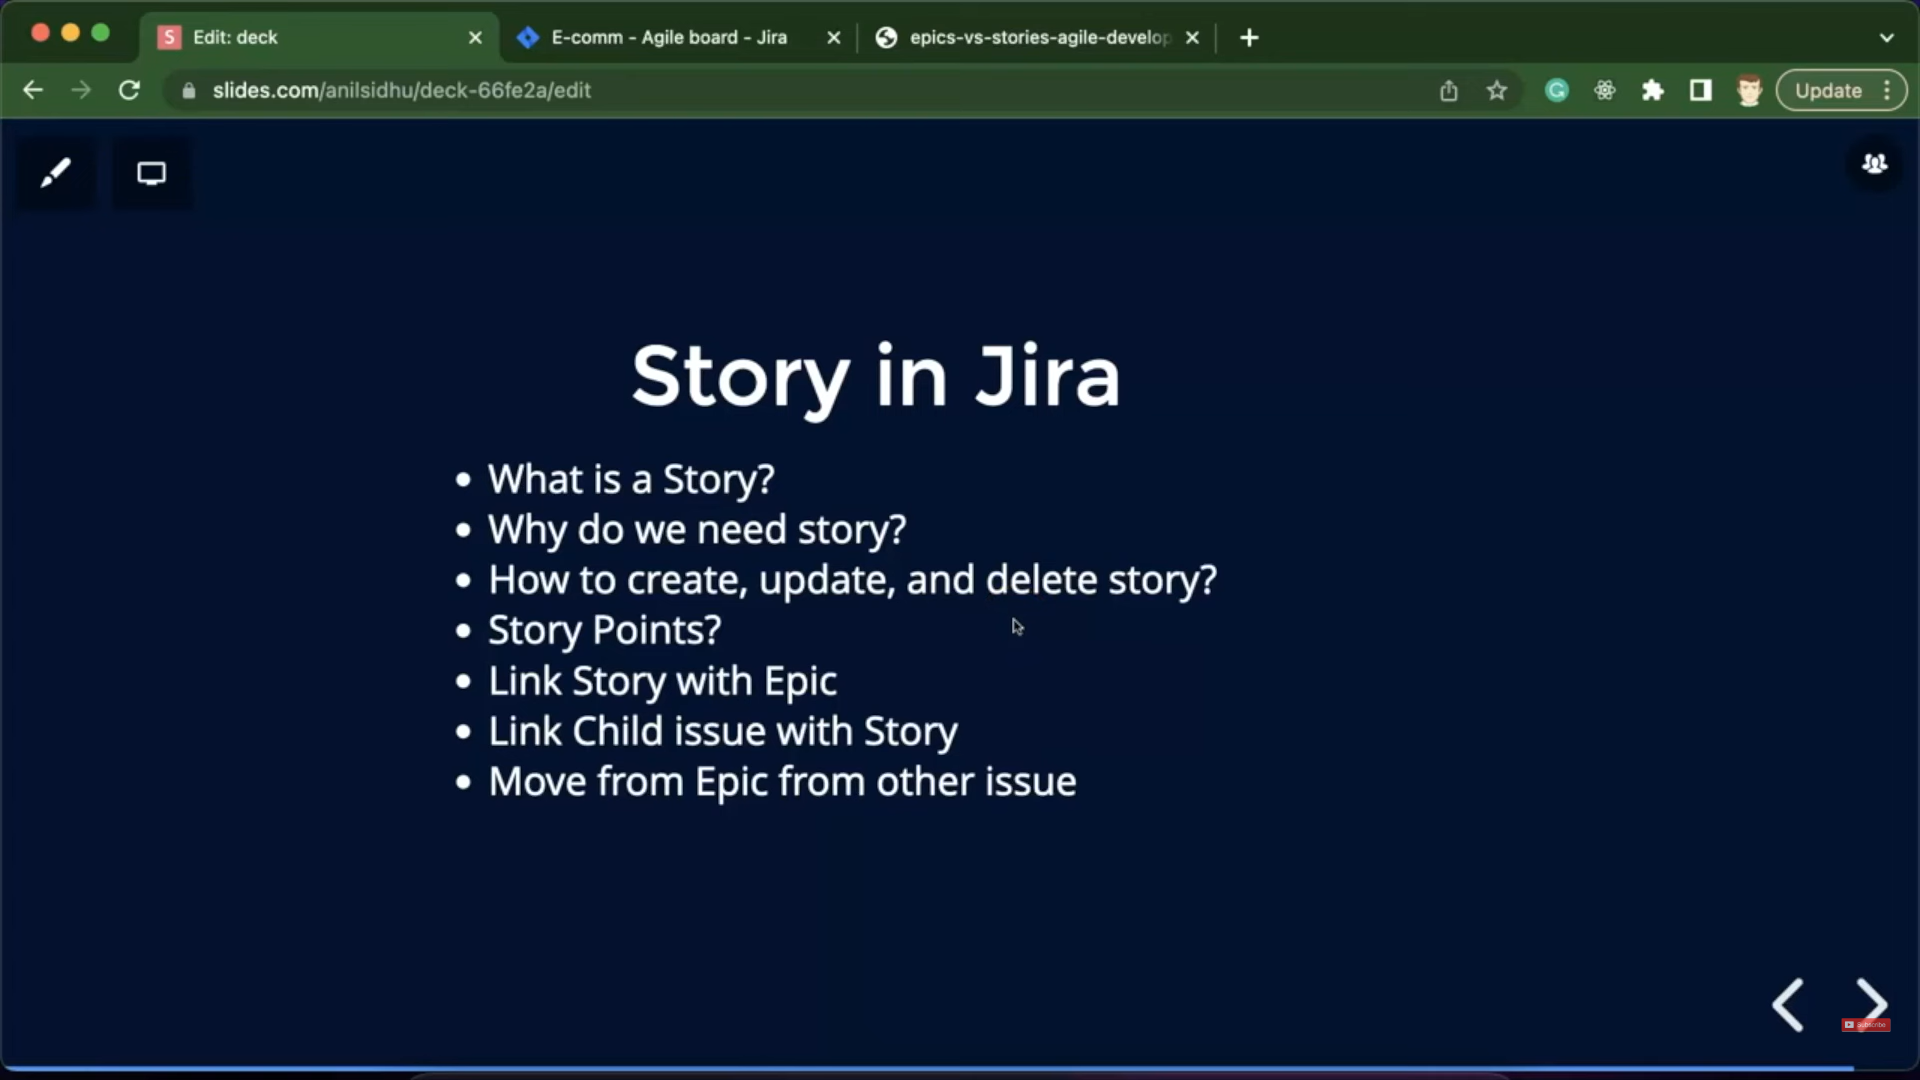 S Edit: deck
E-comm - Agile board - Jira
epics-vs-stories-agile-develop
slides.com/anilsidhu/deck-66fe2a/edit
Update
Story in Jira
• What is a Story?
• Why do we need story?
• How to create, update, and delete story?
• Story Points?
• Link Story with Epic
• Link Child issue with Story
• Move from Epic from other issue
Subscribe